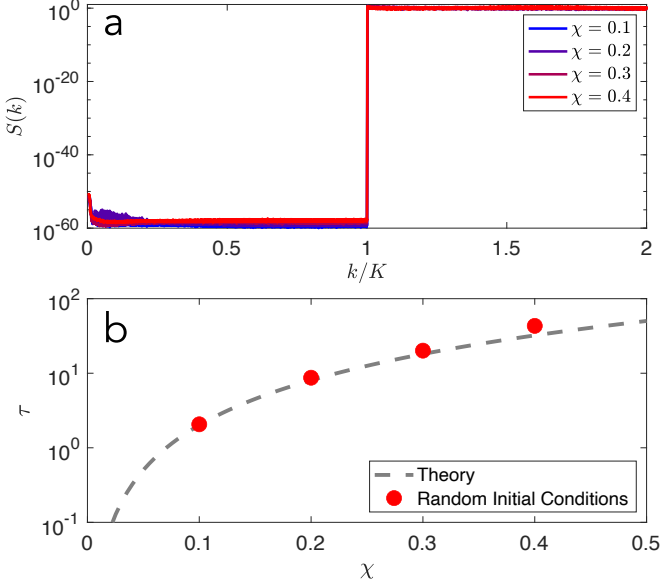 a
S(k)
10^0
10^-20
10^-40
10^-60
0
0.5
1
1.5
2
k/K
χ = 0.1
χ = 0.2
χ = 0.3
χ = 0.4
b
τ
10^2
10^1
10^0
10^-1
0
0.1
0.2
0.3
0.4
0.5
χ
Theory
Random Initial Conditions